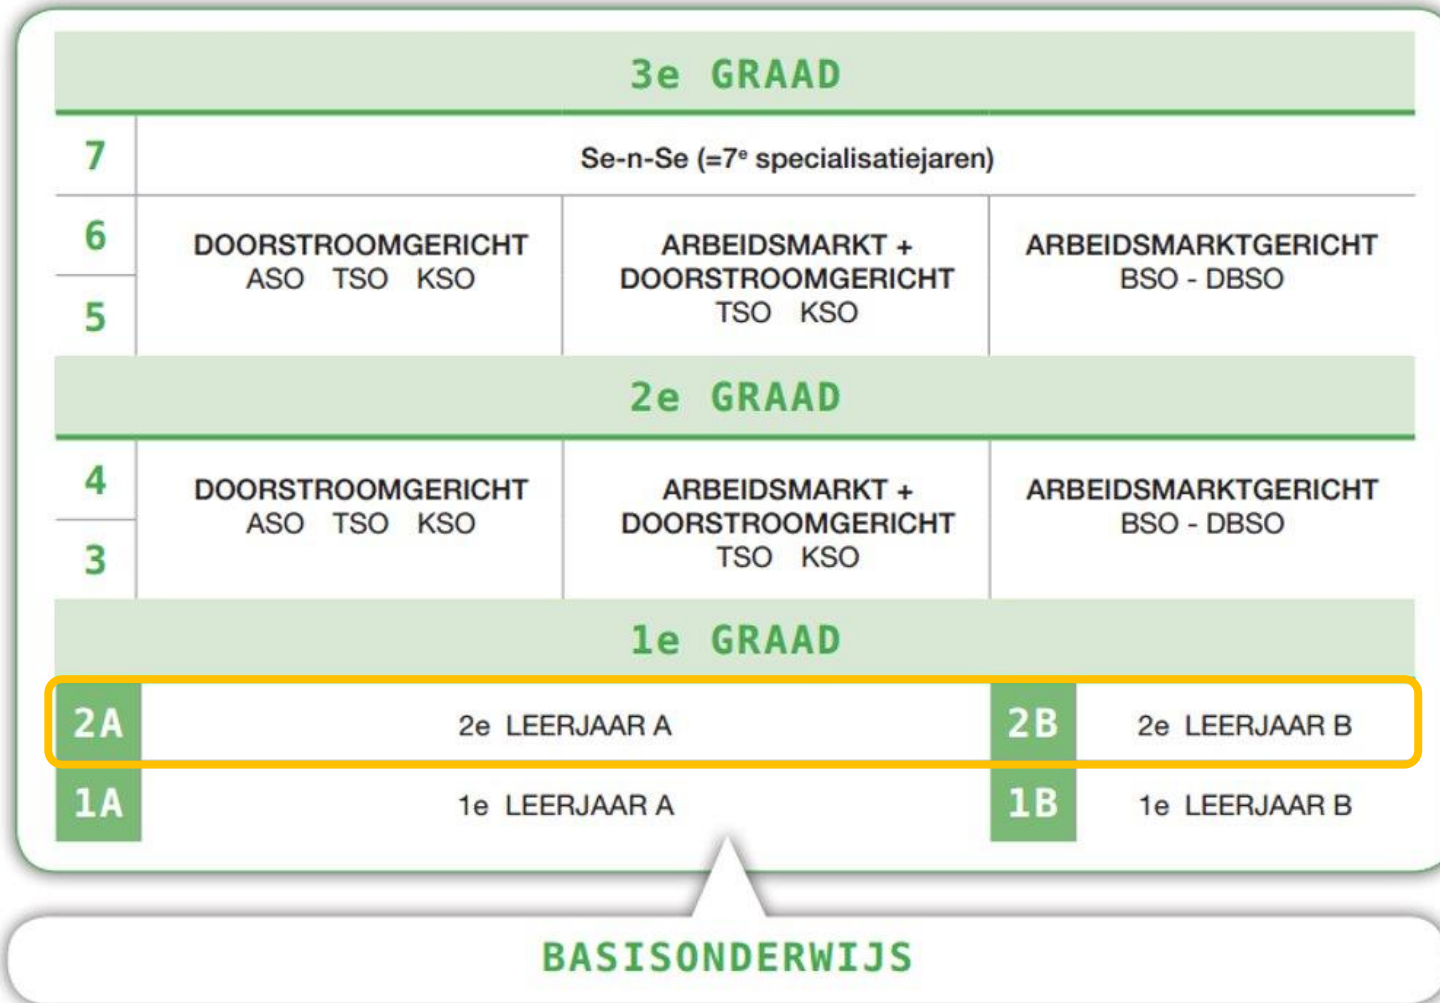 3e GRAAD
7
Se-n-Se (=7e specialisatiejaren)
6
5
DOORSTROOMGERICHT
ASO TSO KSO
ARBEIDSMARKT +
DOORSTROOMGERICHT
TSO KSO
ARBEIDSMARKTGERICHT
BSO - DBSO
2e GRAAD
4
3
DOORSTROOMGERICHT
ASO TSO KSO
ARBEIDSMARKT +
DOORSTROOMGERICHT
TSO KSO
ARBEIDSMARKTGERICHT
BSO - DBSO
1e GRAAD
2A 2e LEERJAAR A 2B 2e LEERJAAR B
1A 1e LEERJAAR A 1B 1e LEERJAAR B
BASISONDERWIJS